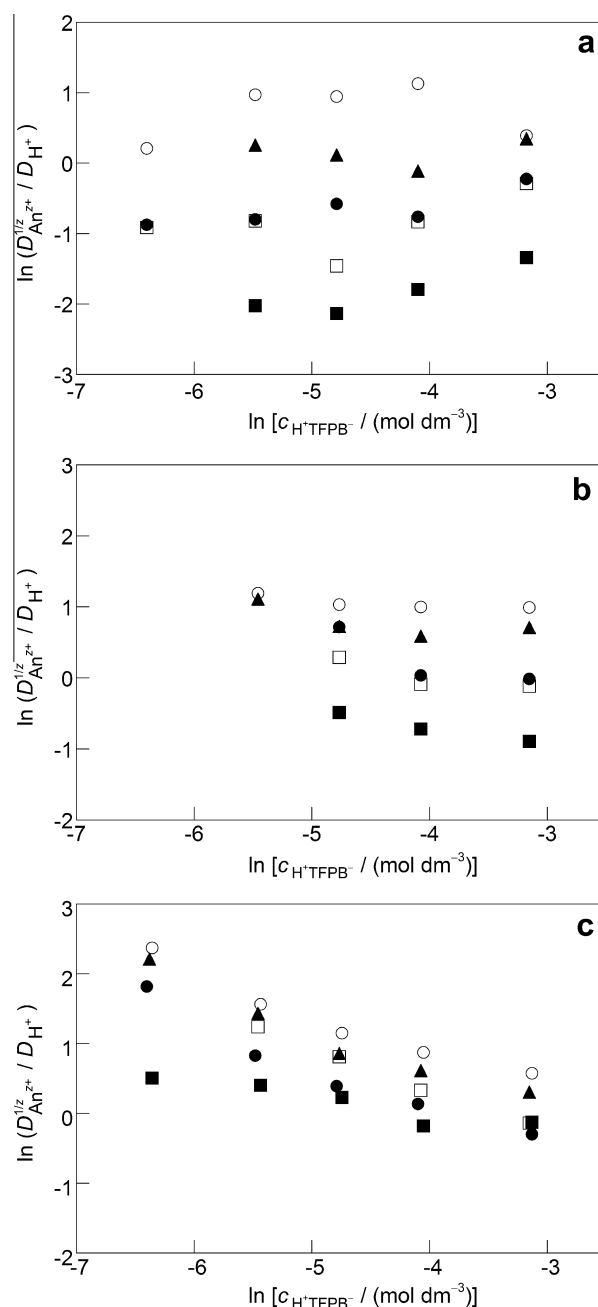 a
2
1
0
-1
-2
-3
ln (D^{1/z}_{An^{z+}} / D_{H^+})
-7 -6 -5 -4 -3
ln [c_{H^+TFPB^-} / (mol dm^{-3})]
b
3
2
1
0
-1
-2
ln (D^{1/z}_{An^{z+}} / D_{H^+})
-7 -6 -5 -4 -3
ln [c_{H^+TFPB^-} / (mol dm^{-3})]
c
3
2
1
0
-1
-2
ln (D^{1/z}_{An^{z+}} / D_{H^+})
-7 -6 -5 -4 -3
ln [c_{H^+TFPB^-} / (mol dm^{-3})]